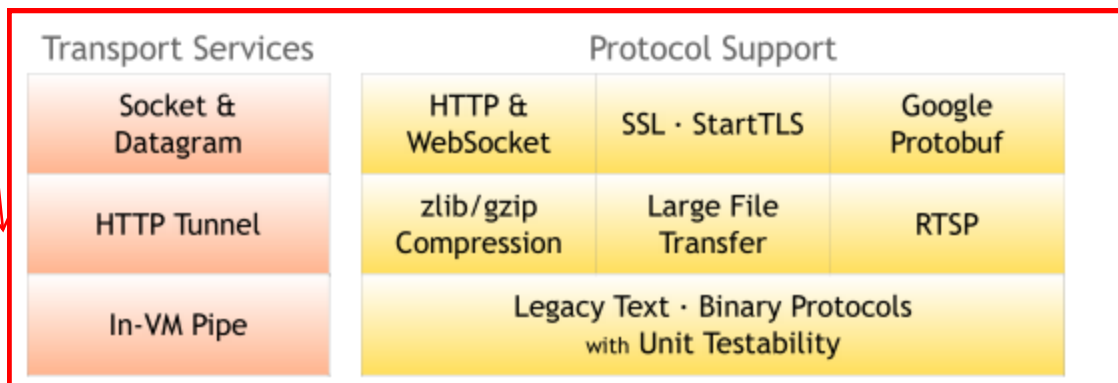 Transport Services
Socket &
Datagram
HTTP Tunnel
In-VM Pipe
Protocol Support
HTTP &
WebSocket
SSL · StartTLS
Google
Protobuf
zlib/gzip
Compression
Large File
Transfer
RTSP
Legacy Text · Binary Protocols
with Unit Testability